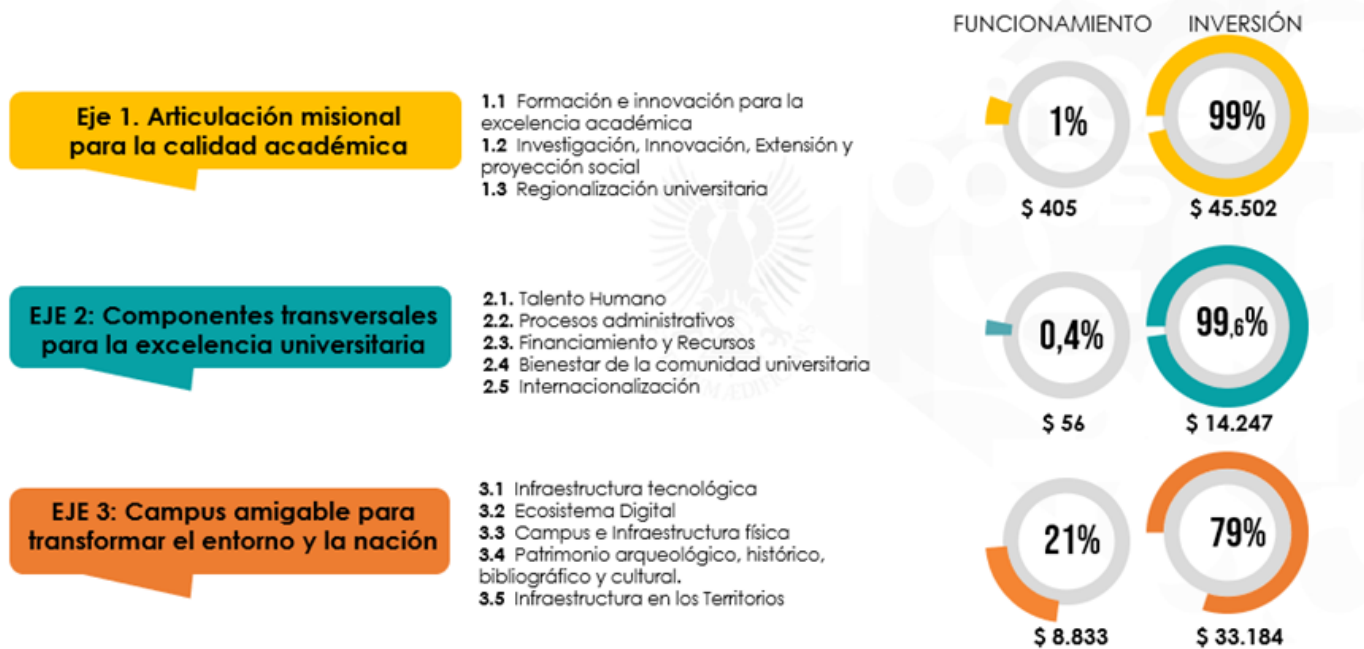 FUNCIONAMIENTO INVERSIÓN
Eje 1. Articulación misional
para la calidad académica
1.1 Formación e innovación para la
excelencia académica
1.2 Investigación, Innovación, Extensión y
proyección social
1.3 Regionalización universitaria
1%
99%
$ 405
$ 45.502
EJE 2: Componentes transversales
para la excelencia universitaria
2.1. Talento Humano
2.2. Procesos administrativos
2.3. Financiamiento y Recursos
2.4 Bienestar de la comunidad universitaria
2.5 Internacionalización
0,4%
99,6%
$ 56
$ 14.247
EJE 3: Campus amigable para
transformar el entorno y la nación
3.1 Infraestructura tecnológica
3.2 Ecosistema Digital
3.3 Campus e Infraestructura física
3.4 Patrimonio arqueológico, histórico,
bibliográfico y cultural.
3.5 Infraestructura en los Territorios
21%
79%
$ 8.833
$ 33.184